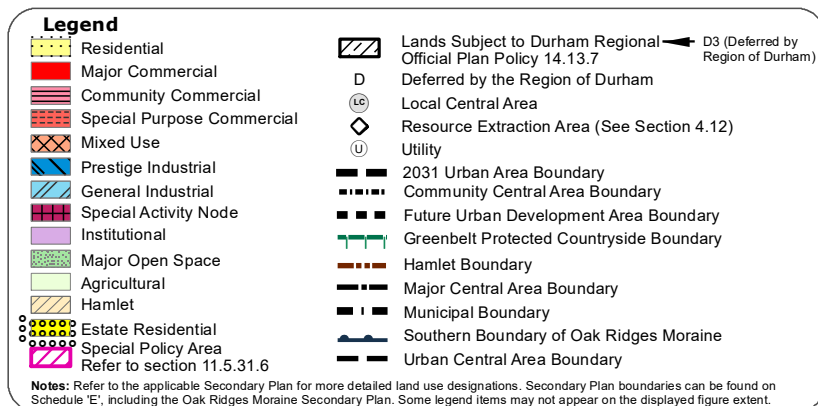 Legend
Residential
Major Commercial
Community Commercial
Special Purpose Commercial
Mixed Use
Prestige Industrial
General Industrial
Special Activity Node
Institutional
Major Open Space
Agricultural
Hamlet
Estate Residential
Special Policy Area
Refer to section 11.5.31.6
Lands Subject to Durham Regional
Official Plan Policy 14.13.7
D3 (Deferred by
Region of Durham)
D Deferred by the Region of Durham
LC Local Central Area
Resource Extraction Area (See Section 4.12)
U Utility
2031 Urban Area Boundary
Community Central Area Boundary
Future Urban Development Area Boundary
Greenbelt Protected Countryside Boundary
Hamlet Boundary
Major Central Area Boundary
Municipal Boundary
Southern Boundary of Oak Ridges Moraine
Urban Central Area Boundary
Notes: Refer to the applicable Secondary Plan for more detailed land use designations. Secondary Plan boundaries can be found on
Schedule 'E', including the Oak Ridges Moraine Secondary Plan. Some legend items may not appear on the displayed figure extent.